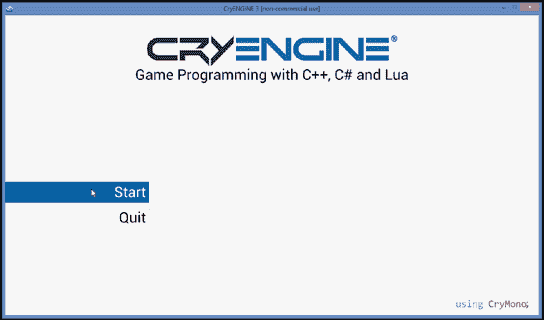 CryENGINE 3 [non-commercial use]
CRYENGINE®
Game Programming with C++, C# and Lua
Start
Quit
using CryMono;